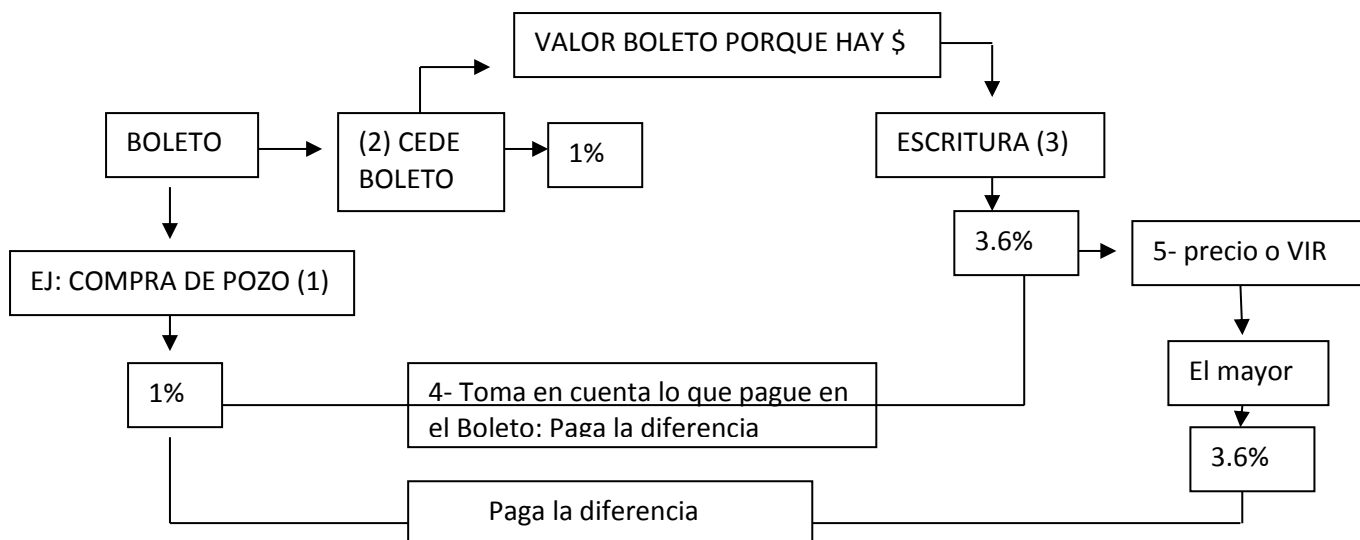 VALOR BOLETO PORQUE HAY $
BOLETO
(2) CEDE
BOLETO
1%
ESCRITURA (3)
3.6%
5- precio o VIR
EJ: COMPRA DE POZO (1)
1%
4- Toma en cuenta lo que pague en
el Boleto: Paga la diferencia
El mayor
3.6%
Paga la diferencia